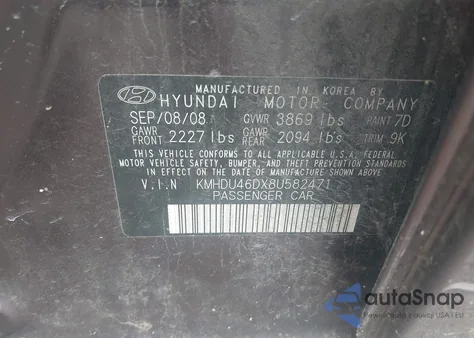 MANUFACTURED IN KOREA BY
HYUNDAI MOTOR COMPANY
SEP/08/08 GVWR 3869 lbs PAINT 7D
GAWR FRONT 2227 lbs GAWR REAR 2094 lbs TRIM 9K
THIS VEHICLE CONFORMS TO ALL APPLICABLE U.S.A. FEDERAL
MOTOR VEHICLE SAFETY, BUMPER, AND THEFT PREVENTION STANDARDS
IN EFFECT ON THE DATE OF MANUFACTURE SHOWN ABOVE.
V.I.N KMHDU46DX8U582471
PASSENGER CAR
autoSnap